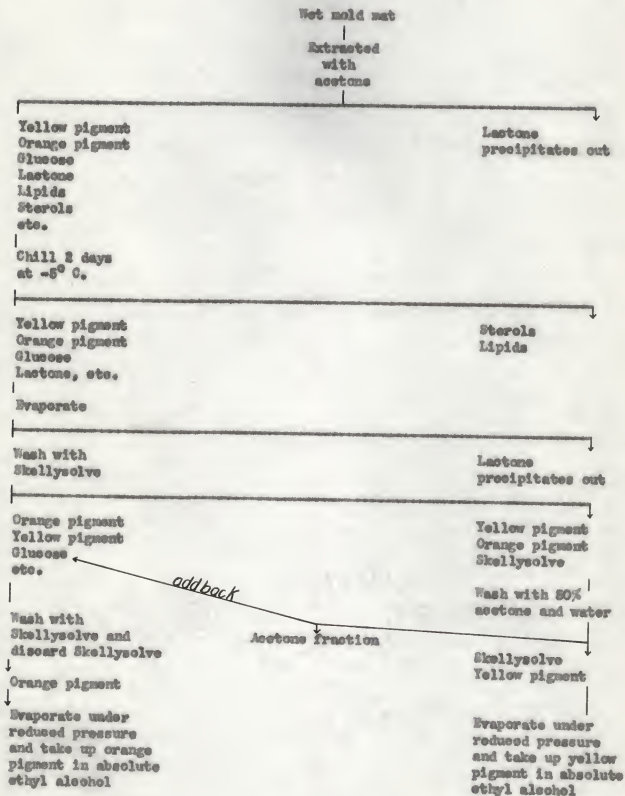 Wet mold mat
Extracted
with
acetone
Yellow pigment
Orange pigment
Glucose
Lactone
Lipids
Sterols
etc.
Lactone
precipitates out
Chill 2 days
at -5° C.
Yellow pigment
Orange pigment
Glucose
Lactone, etc.
Sterols
Lipids
Evaporate
Wash with
Skellysolve
Lactone
precipitates out
Orange pigment
Yellow pigment
Glucose
etc.
Yellow pigment
Orange pigment
Skellysolve
add back
Wash with 80%
acetone and water
Wash with
Skellysolve and
discard Skellysolve
Acetone fraction
Skellysolve
Yellow pigment
Orange pigment
Evaporate under
reduced pressure
and take up orange
pigment in absolute
ethyl alcohol
Evaporate under
reduced pressure
and take up yellow
pigment in absolute
ethyl alcohol